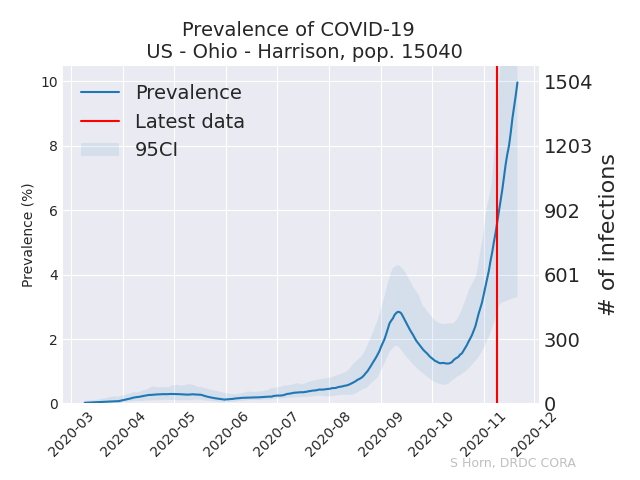 Prevalence of COVID-19
US - Ohio - Harrison, pop. 15040
Prevalence
Latest data
95CI
Prevalence (%)
10
8
6
4
2
0
1504
1203
902
601
300
0
# of infections
2020-03
2020-04
2020-05
2020-06
2020-07
2020-08
2020-09
2020-10
2020-11
2020-12
S Horn, DRDC CORA